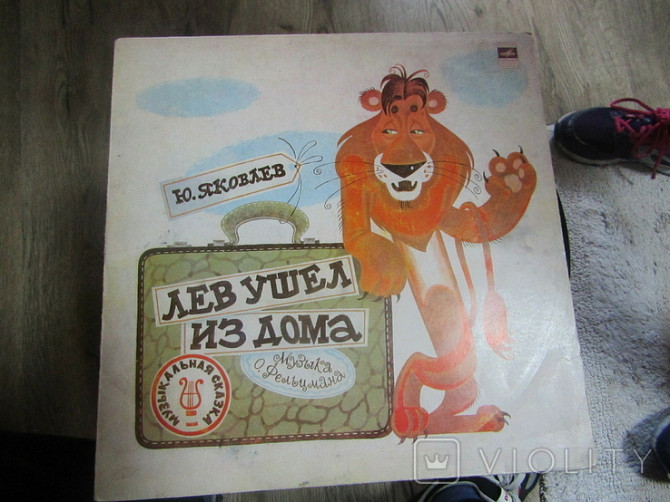 Ю. ЯКОВЛЕВ
ЛЕВ УШЕЛ
ИЗ ДОМА
Музыка
О. Фельцмана
МУЗЫКАЛЬНАЯ СКАЗКА
VIOLITY